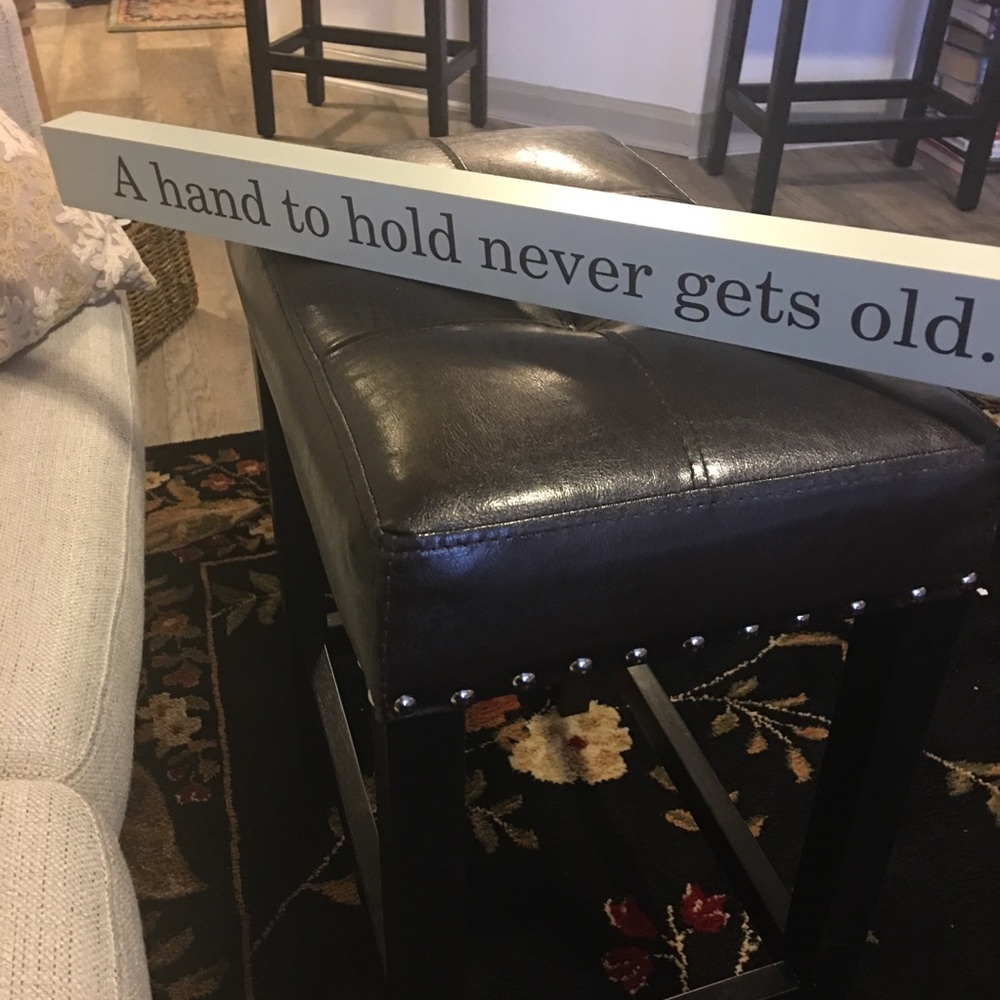 A hand to hold never gets old.